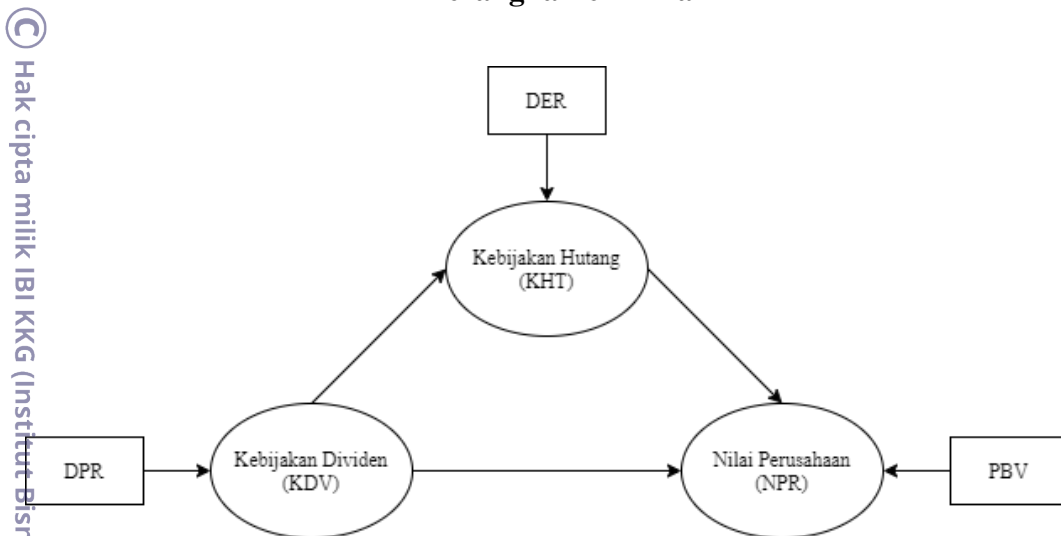 © Hak cipta milik IBI KKG (Institut Bisn
DER
Kebijakan Hutang
(KHT)
DPR
Kebijakan Dividen
(KDV)
Nilai Perusahaan
(NPR)
PBV